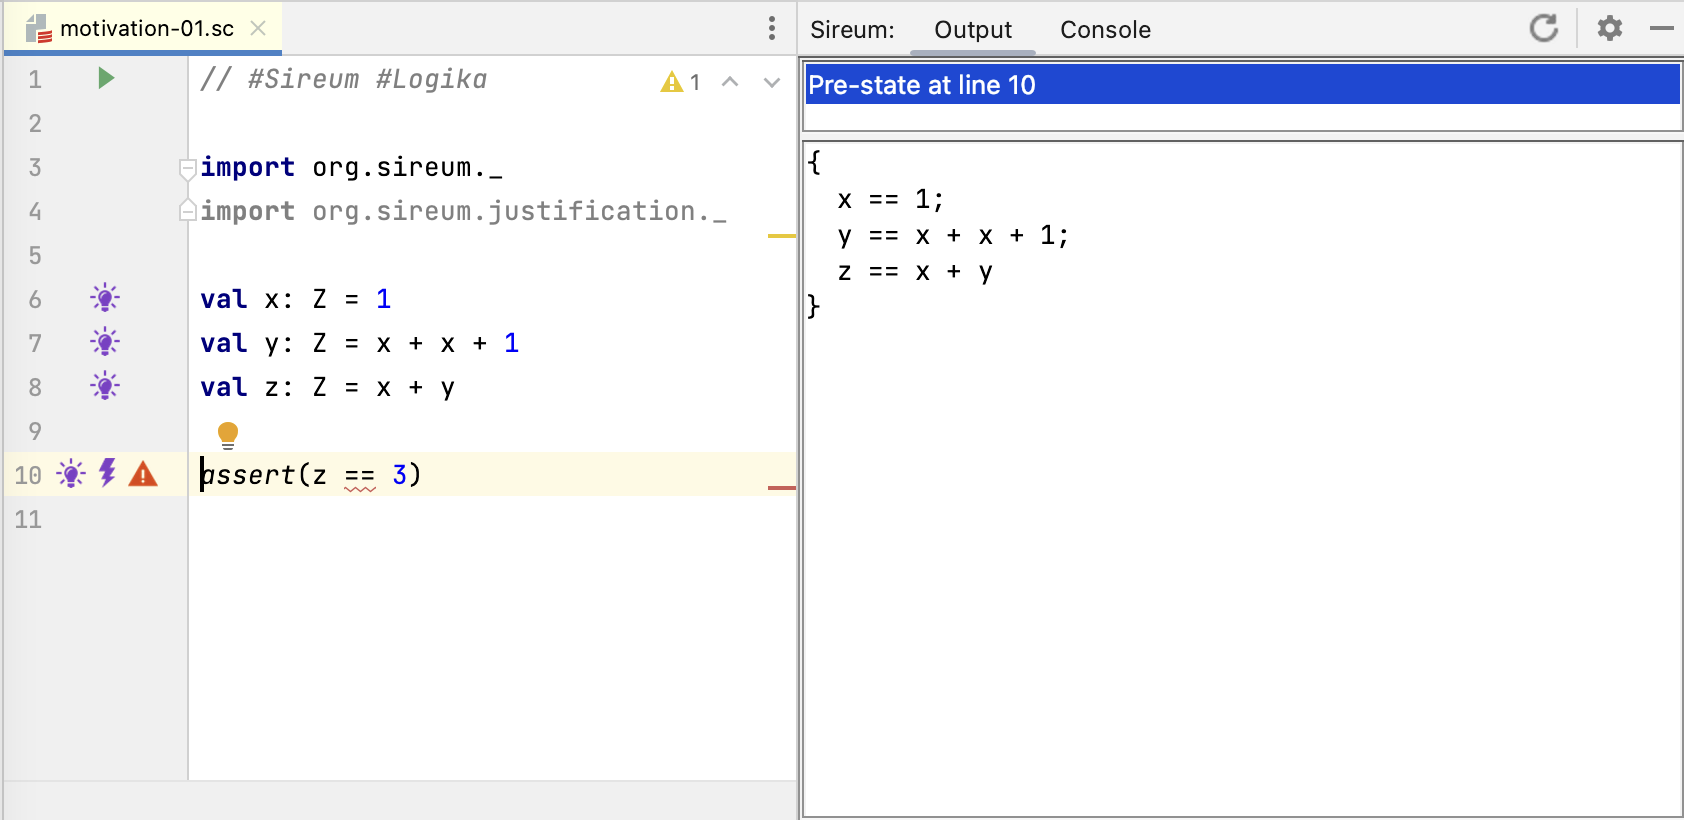 motivation-01.sc
1 // #Sireum #Logika 1
2
3 import org.sireum._
4 import org.sireum.justification._
5
6 val x: Z = 1
7 val y: Z = x + x + 1
8 val z: Z = x + y
9
10 assert(z == 3)
11
Sireum: Output Console
Pre-state at line 10
{
x == 1;
y == x + x + 1;
z == x + y
}